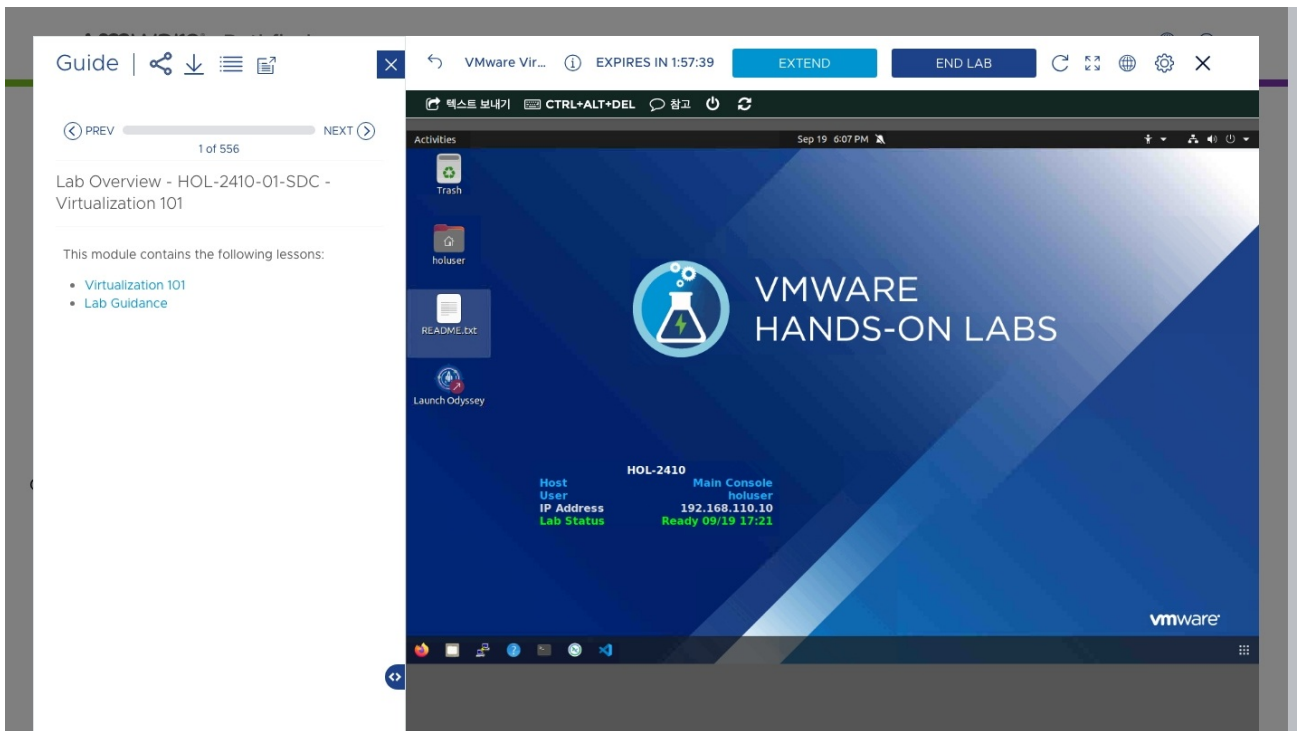 Guide
VMware Vir...
EXPIRES IN 1:57:39
EXTEND
END LAB
텍스트 보내기
CTRL+ALT+DEL
참고
PREV
NEXT
1 of 556
Lab Overview - HOL-2410-01-SDC -
Virtualization 101
This module contains the following lessons:
Virtualization 101
Lab Guidance
Activities
Sep 19 6:07 PM
Trash
holuser
README.txt
Launch Odyssey
VMWARE
HANDS-ON LABS
HOL-2410
Host Main Console
User holuser
IP Address 192.168.110.10
Lab Status Ready 09/19 17:21
vmware